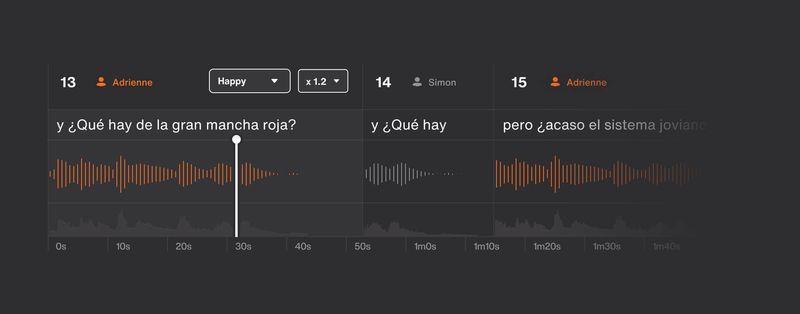 13 Adrienne Happy x 1.2 14 Simon 15 Adrienne
y ¿Qué hay de la gran mancha roja? y ¿Qué hay pero ¿acaso el sistema joviano
0s 10s 20s 30s 40s 50s 1m0s 1m10s 1m20s 1m30s 1m40s